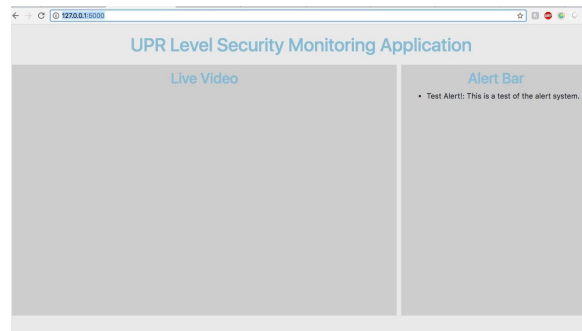 127.0.0.1:5000
UPR Level Security Monitoring Application
Live Video
Alert Bar
Test Alert!: This is a test of the alert system.